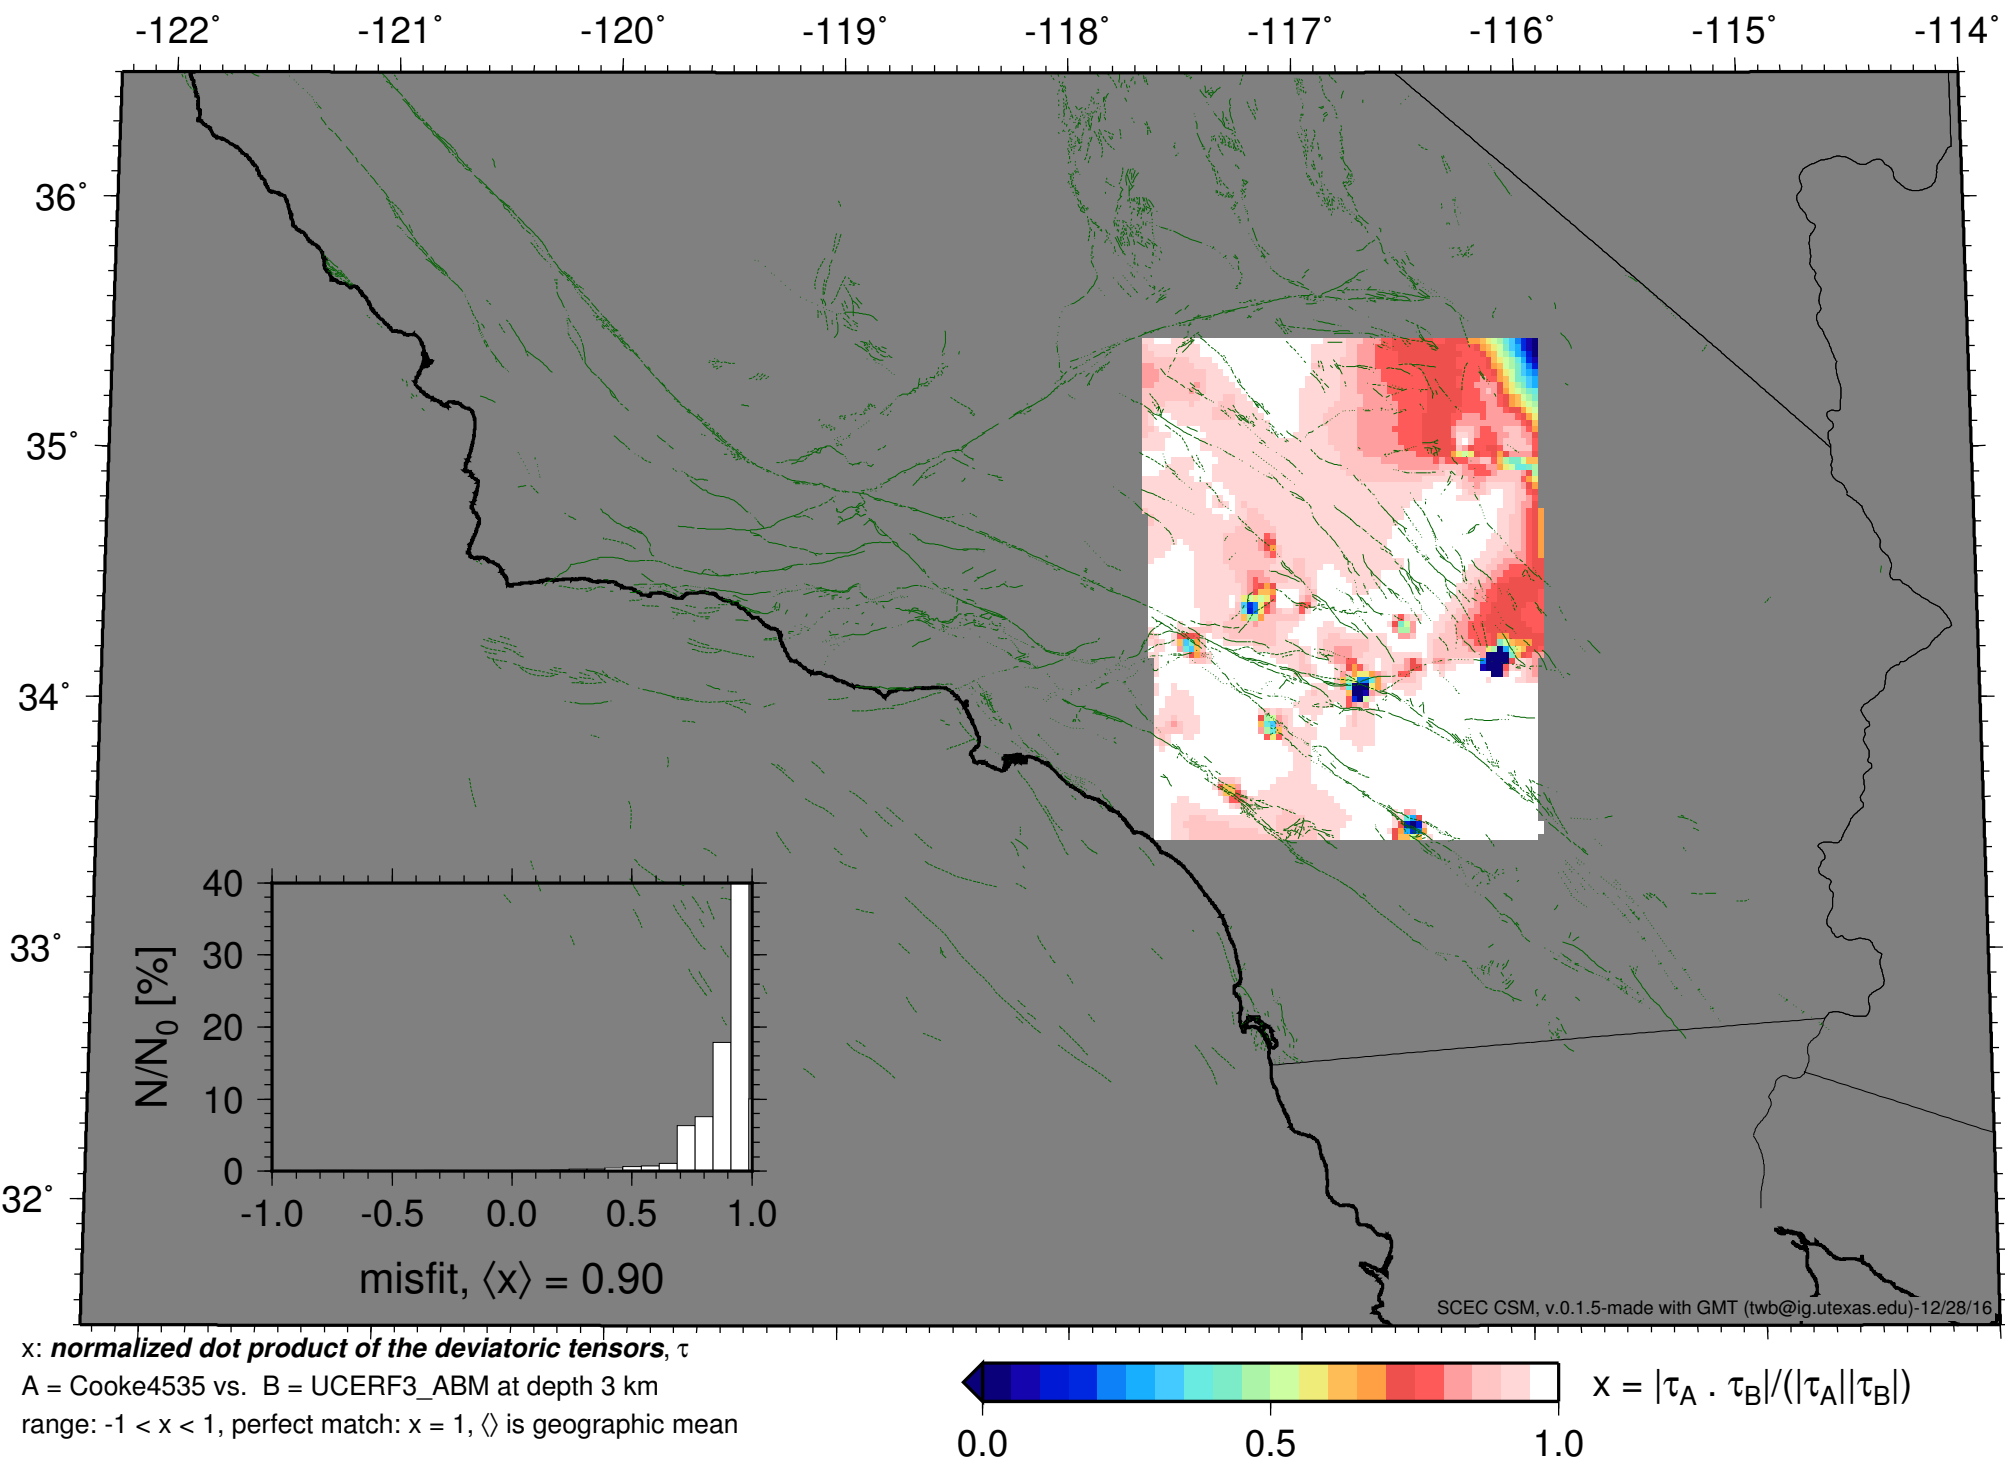 -122˚ -121˚ -120˚ -119˚ -118˚ -117˚ -116˚ -115˚ -114˚
36˚
35˚
34˚
33˚
32˚
40
30
20
10
0
N/N0 [%]
-1.0 -0.5 0.0 0.5 1.0
misfit, ⟨x⟩ = 0.90
SCEC CSM, v.0.1.5-made with GMT (twb@ig.utexas.edu)-12/28/16
x: normalized dot product of the deviatoric tensors, τ
A = Cooke4535 vs. B = UCERF3_ABM at depth 3 km
range: -1 < x < 1, perfect match: x = 1, ⟨⟩ is geographic mean
0.0 0.5 1.0
x = |τA . τB|/(|τA||τB|)